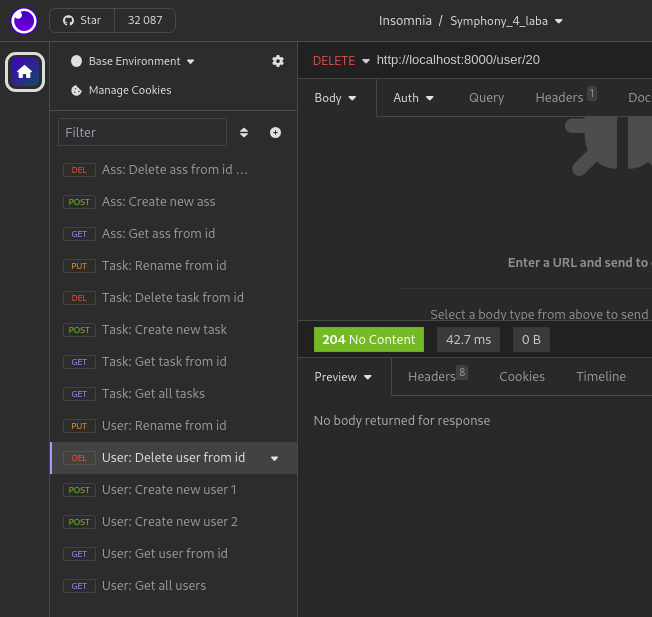 Star 32 087
Insomnia / Symphony_4_laba
Base Environment
Manage Cookies
Filter
DEL Ass: Delete ass from id ...
POST Ass: Create new ass
GET Ass: Get ass from id
PUT Task: Rename from id
DEL Task: Delete task from id
POST Task: Create new task
GET Task: Get task from id
GET Task: Get all tasks
PUT User: Rename from id
DEL User: Delete user from id
POST User: Create new user 1
POST User: Create new user 2
GET User: Get user from id
GET User: Get all users
DELETE http://localhost:8000/user/20
Body Auth Query Headers 1 Doc
Enter a URL and send to
Select a body type from above to send
204 No Content 42.7 ms 0 B
Preview Headers 8 Cookies Timeline
No body returned for response